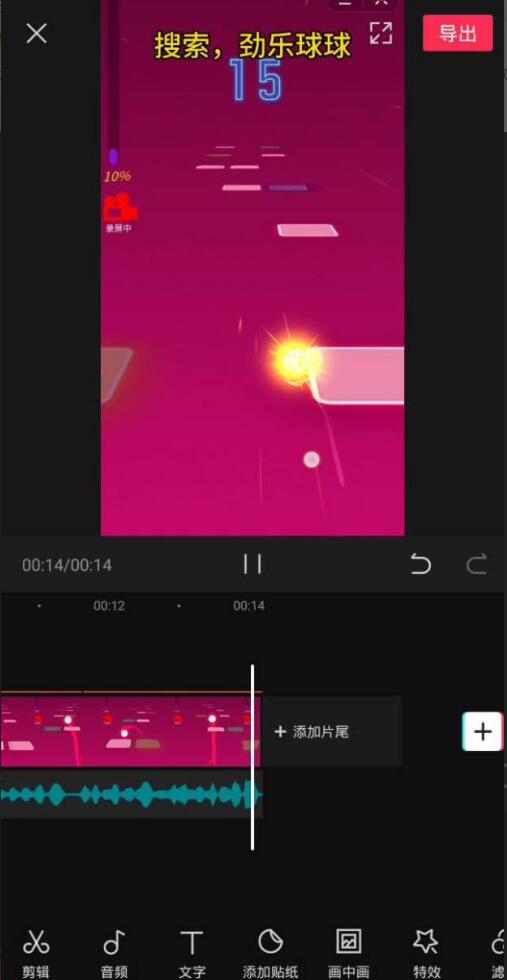 导出
搜索，劲乐球球
15
10%
录屏中
00:14/00:14
00:12
00:14
+ 添加片尾
剪辑
音频
文字
添加贴纸
画中画
特效